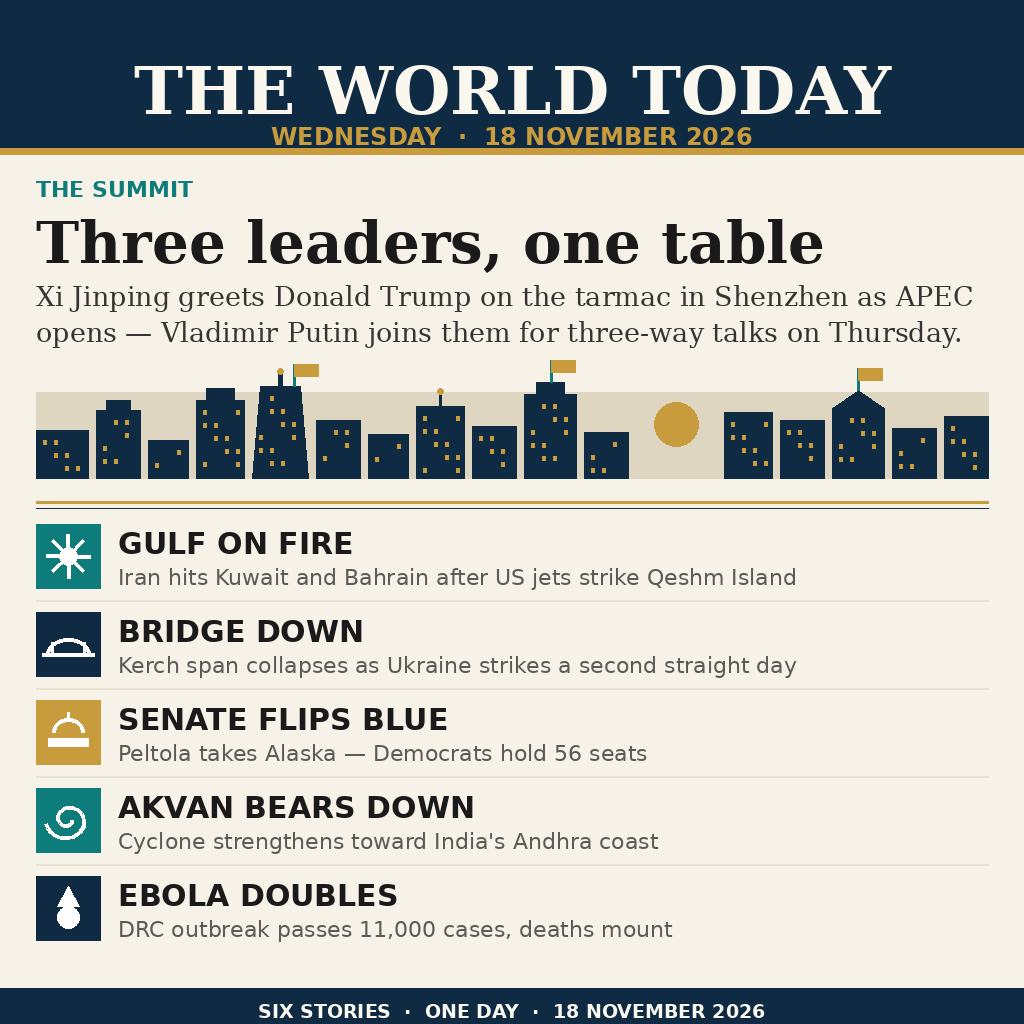 THE WORLD TODAY
WEDNESDAY · 18 NOVEMBER 2026
THE SUMMIT
Three leaders, one table
Xi Jinping greets Donald Trump on the tarmac in Shenzhen as APEC
opens — Vladimir Putin joins them for three-way talks on Thursday.
GULF ON FIRE
Iran hits Kuwait and Bahrain after US jets strike Qeshm Island
BRIDGE DOWN
Kerch span collapses as Ukraine strikes a second straight day
SENATE FLIPS BLUE
Peltola takes Alaska — Democrats hold 56 seats
AKVAN BEARS DOWN
Cyclone strengthens toward India's Andhra coast
EBOLA DOUBLES
DRC outbreak passes 11,000 cases, deaths mount
SIX STORIES · ONE DAY · 18 NOVEMBER 2026